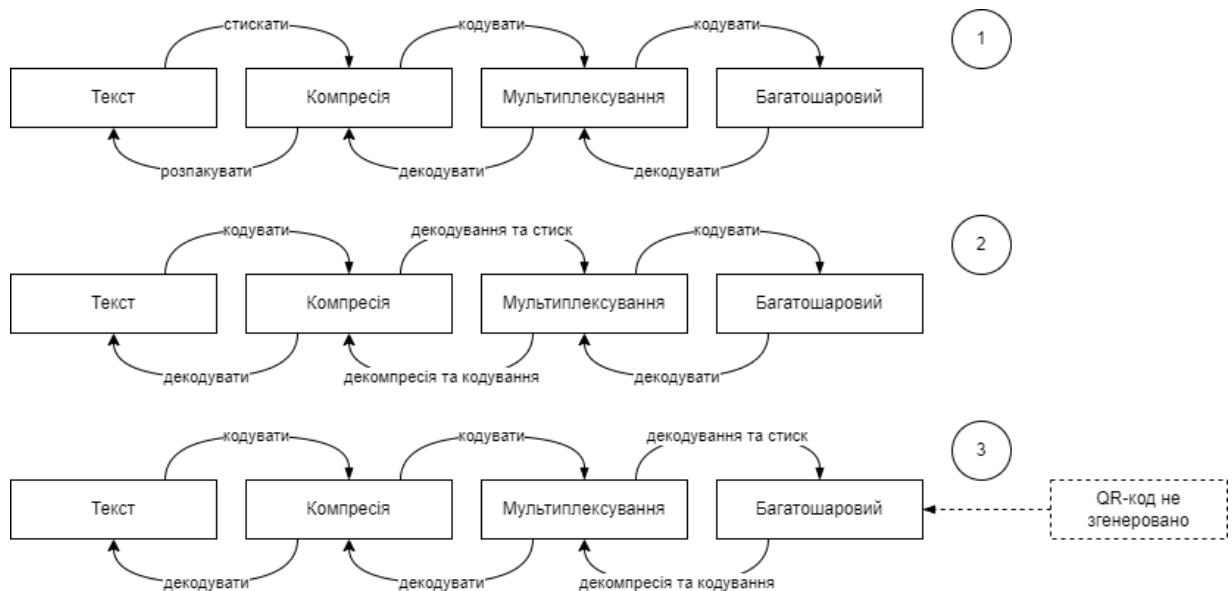 стискати
кодувати
кодувати
1
Текст
Компресія
Мультиплексування
Багатошаровий
розпакувати
декодувати
декодувати
кодувати
декодування та стиск
кодувати
2
Текст
Компресія
Мультиплексування
Багатошаровий
декодувати
декомпресія та кодування
декодувати
кодувати
кодувати
декодування та стиск
3
Текст
Компресія
Мультиплексування
Багатошаровий
QR-код не
згенеровано
декодувати
декодувати
декомпресія та кодування